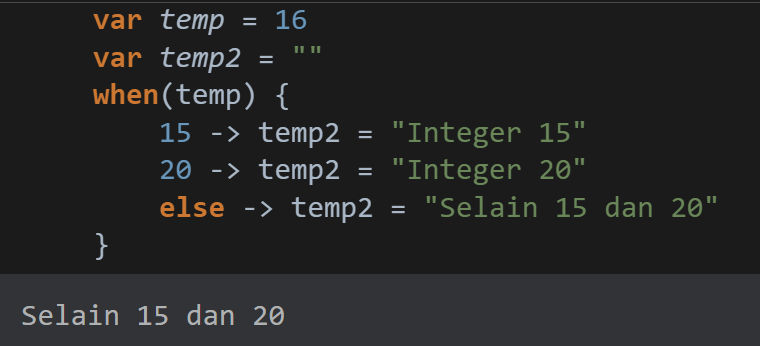 var temp = 16
var temp2 = ""
when(temp) {
    15 -> temp2 = "Integer 15"
    20 -> temp2 = "Integer 20"
    else -> temp2 = "Selain 15 dan 20"
}
Selain 15 dan 20